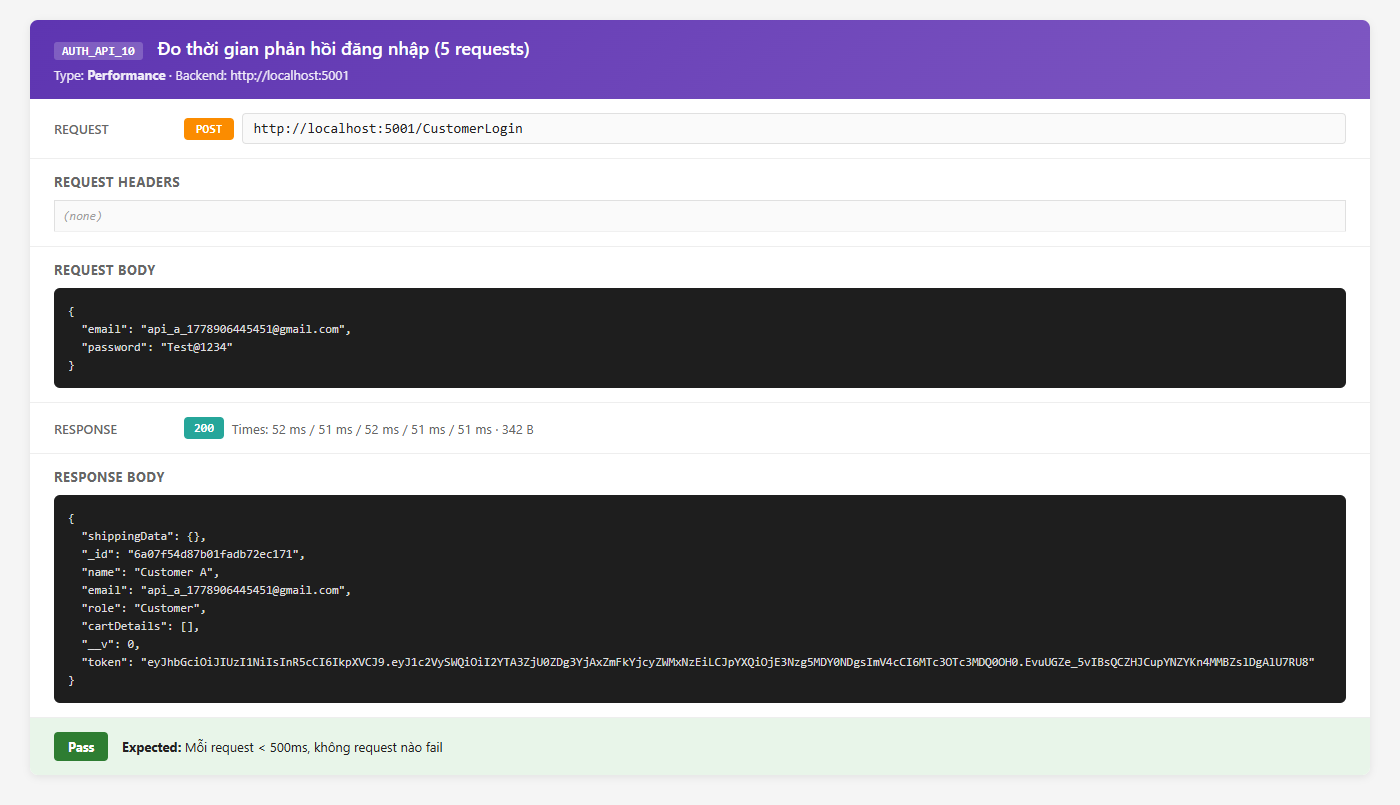 AUTH_API_10 Đo thời gian phản hồi đăng nhập (5 requests)
Type: Performance · Backend: http://localhost:5001
REQUEST POST http://localhost:5001/CustomerLogin
REQUEST HEADERS
(none)
REQUEST BODY
{
"email": "api_a_1778906445451@gmail.com",
"password": "Test@1234"
}
RESPONSE 200 Times: 52 ms / 51 ms / 52 ms / 51 ms / 51 ms · 342 B
RESPONSE BODY
{
"shippingData": {},
"_id": "6a07f54d87b01fadb72ec171",
"name": "Customer A",
"email": "api_a_1778906445451@gmail.com",
"role": "Customer",
"cartDetails": [],
"__v": 0,
"token": "eyJhbGciOiJIUzI1NiIsInR5cCI6IkpXVCJ9.eyJ1c2VySWQiOiI2YTA3ZjU0ZDg3YjAxZmFkYjcyZWMxNzEiLCJpYXQiOjE3Nzg5MDY0NDgsImV4cCI6MTc3OTc3MDQ0OH0.EvuUGZe_5vIBsQCZHJCupYNZYKn4MMBZslDgAlU7RU8"
}
Pass Expected: Mỗi request < 500ms, không request nào fail